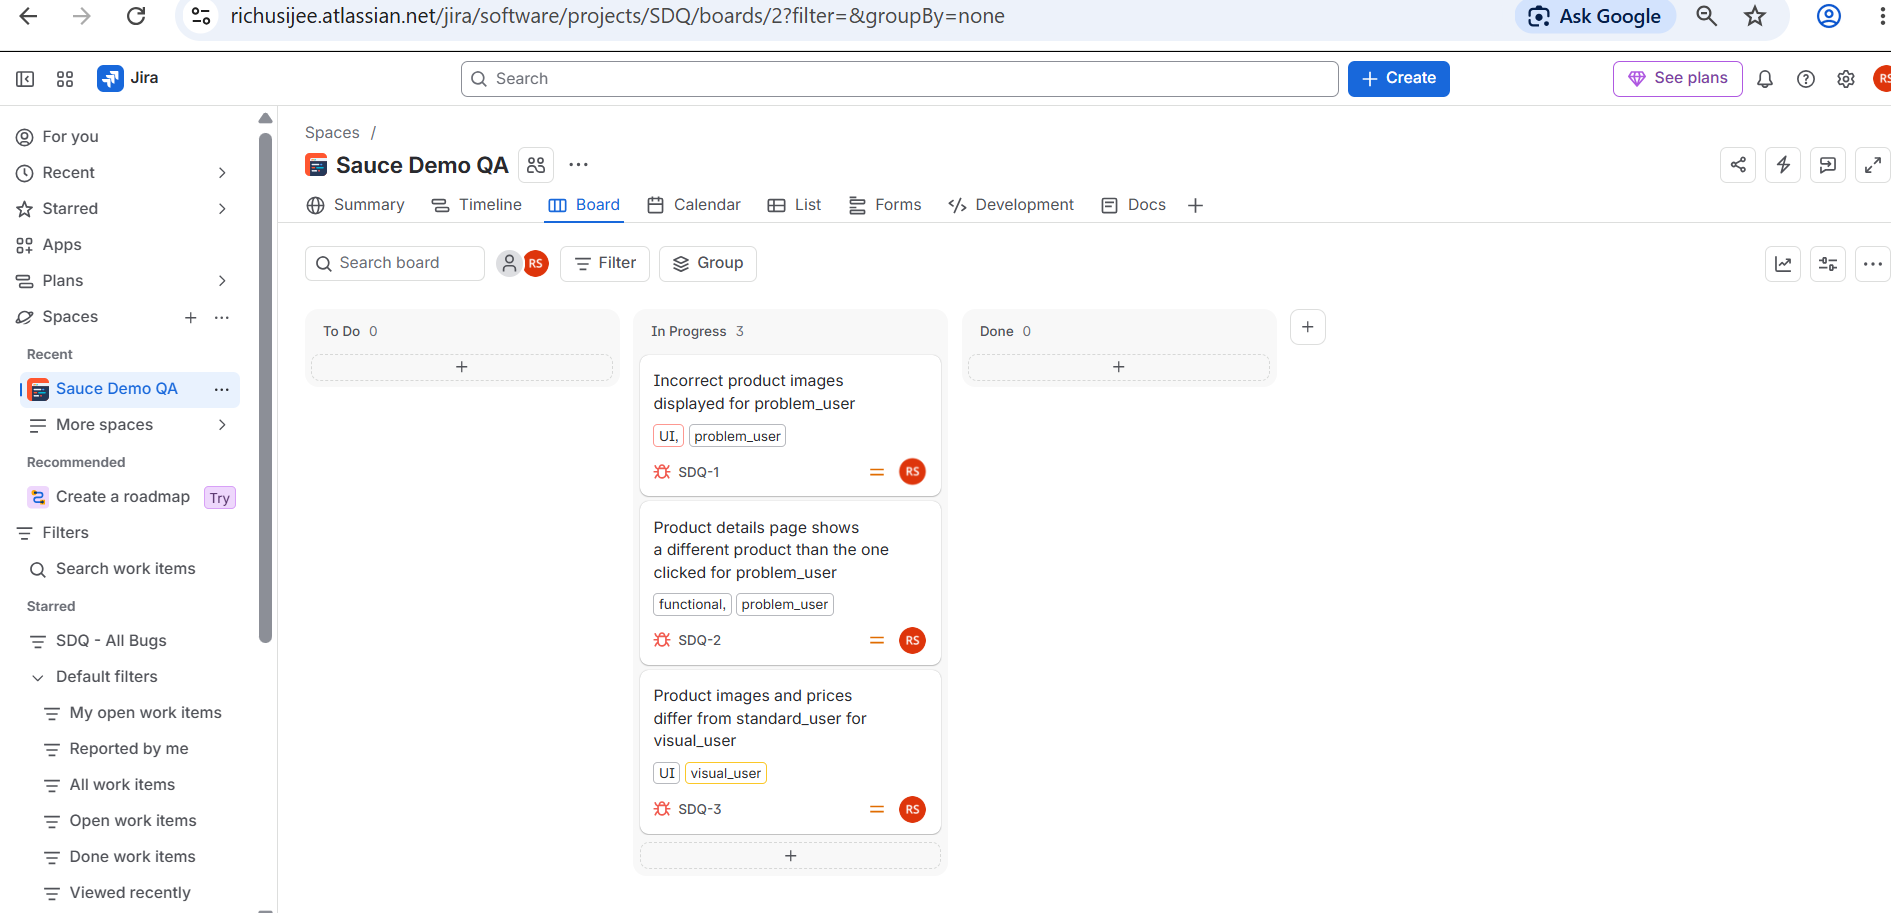 richusijee.atlassian.net/jira/software/projects/SDQ/boards/2?filter=&groupBy=none
Ask Google
Jira
Search
Create
See plans
RS
For you
Recent
Starred
Apps
Plans
Spaces
Recent
Sauce Demo QA
More spaces
Recommended
Create a roadmap Try
Filters
Search work items
Starred
SDQ - All Bugs
Default filters
My open work items
Reported by me
All work items
Open work items
Done work items
Viewed recently
Spaces /
Sauce Demo QA
Summary Timeline Board Calendar List Forms Development Docs
Search board RS Filter Group
To Do 0
In Progress 3
Incorrect product images
displayed for problem_user
UI, problem_user
SDQ-1 RS
Product details page shows
a different product than the one
clicked for problem_user
functional, problem_user
SDQ-2 RS
Product images and prices
differ from standard_user for
visual_user
UI visual_user
SDQ-3 RS
Done 0